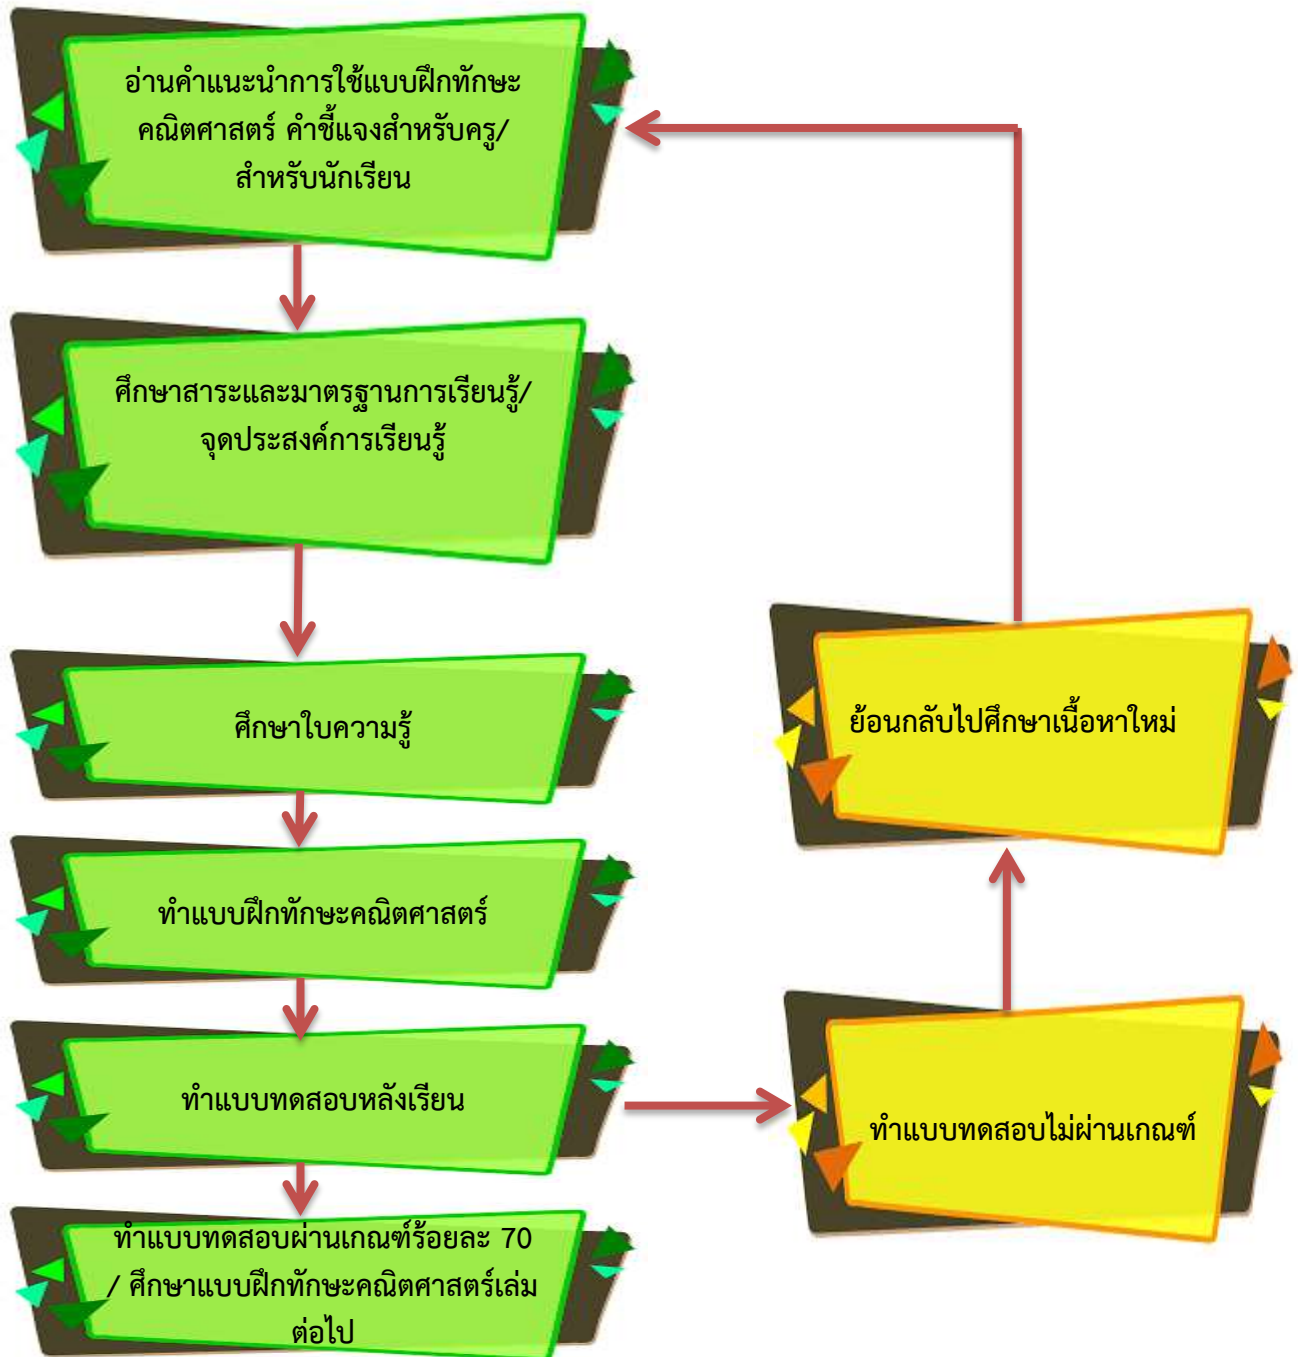 อ่านคำแนะนำการใช้แบบฝึกทักษะ
คณิตศาสตร์ คำชี้แจงสำหรับครู/
สำหรับนักเรียน
ศึกษาสาระและมาตรฐานการเรียนรู้/
จุดประสงค์การเรียนรู้
ศึกษาใบความรู้
ทำแบบฝึกทักษะคณิตศาสตร์
ทำแบบทดสอบหลังเรียน
ทำแบบทดสอบผ่านเกณฑ์ร้อยละ 70
/ ศึกษาแบบฝึกทักษะคณิตศาสตร์เล่ม
ต่อไป
ทำแบบทดสอบไม่ผ่านเกณฑ์
ย้อนกลับไปศึกษาเนื้อหาใหม่